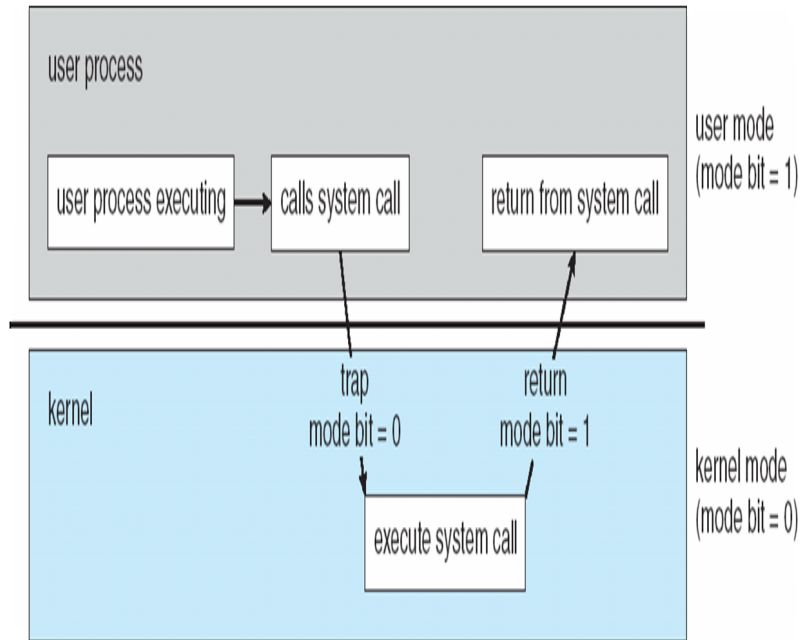 user process
user mode
(mode bit = 1)
user process executing
calls system call
return from system call
trap
mode bit = 0
return
mode bit = 1
kernel
kernel mode
(mode bit = 0)
execute system call